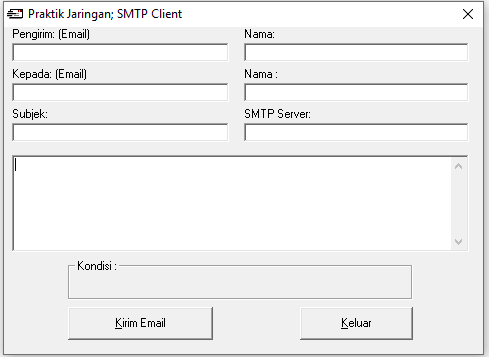 Praktik Jaringan; SMTP Client
Pengirim: (Email) Nama:
Kepada: (Email) Nama :
Subjek: SMTP Server:
Kondisi :
Kirim Email Keluar